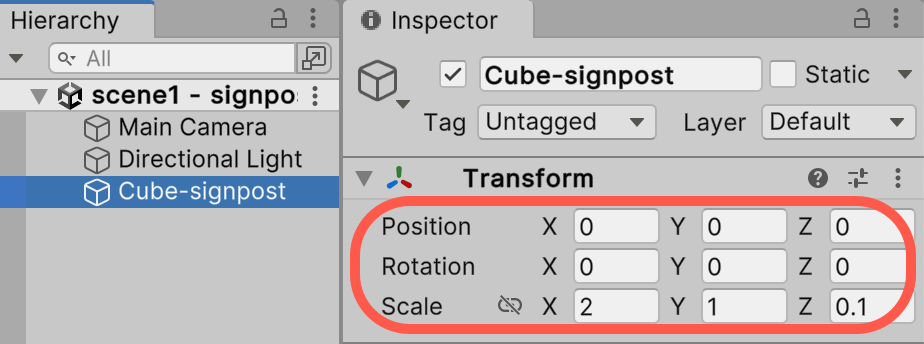 Hierarchy
All
scene1 - signpo
Main Camera
Directional Light
Cube-signpost
Inspector
Cube-signpost Static
Tag Untagged Layer Default
Transform
Position X 0 Y 0 Z 0
Rotation X 0 Y 0 Z 0
Scale X 2 Y 1 Z 0.1